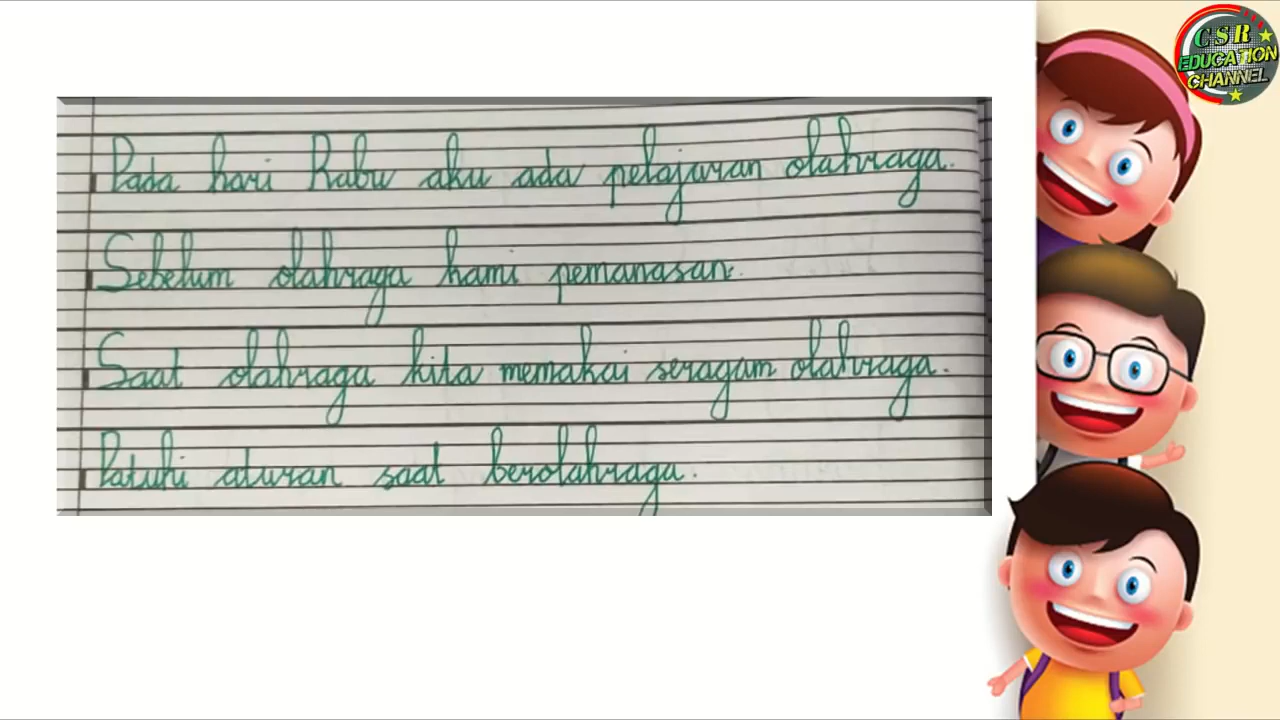 CSR
EDUCATION
CHANNEL
Pada hari Rabu aku ada pelajaran olahraga.
Sebelum olahraga kami pemanasan.
Saat olahraga kita memakai seragam olahraga.
Patuhi aturan saat berolahraga.